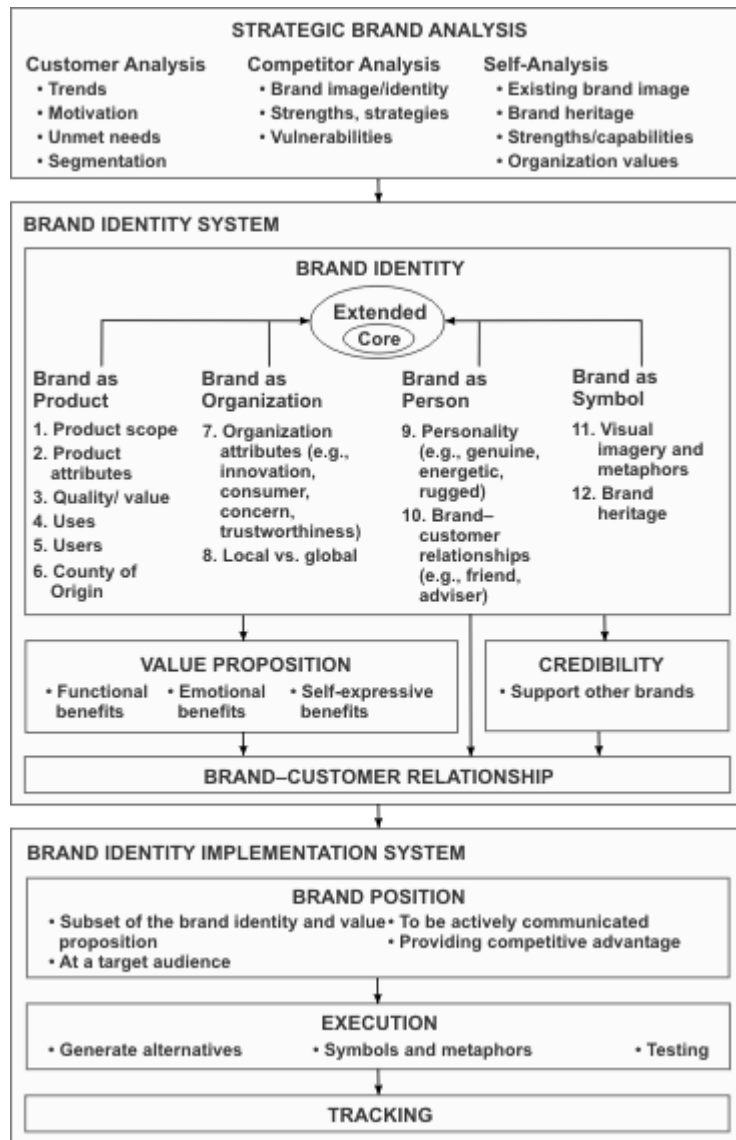 STRATEGIC BRAND ANALYSIS
Customer Analysis
• Trends
• Motivation
• Unmet needs
• Segmentation
Competitor Analysis
• Brand image/identity
• Strengths, strategies
• Vulnerabilities
Self-Analysis
• Existing brand image
• Brand heritage
• Strengths/capabilities
• Organization values
BRAND IDENTITY SYSTEM
BRAND IDENTITY
Extended
Core
Brand as
Product
1. Product scope
2. Product
attributes
3. Quality/ value
4. Uses
5. Users
6. County of
Origin
Brand as
Organization
7. Organization
attributes (e.g.,
innovation,
consumer,
concern,
trustworthiness)
8. Local vs. global
Brand as
Person
9. Personality
(e.g., genuine,
energetic,
rugged)
10. Brand–
customer
relationships
(e.g., friend,
adviser)
Brand as
Symbol
11. Visual
imagery and
metaphors
12. Brand
heritage
VALUE PROPOSITION
• Functional
benefits
• Emotional
benefits
• Self-expressive
benefits
CREDIBILITY
• Support other brands
BRAND–CUSTOMER RELATIONSHIP
BRAND IDENTITY IMPLEMENTATION SYSTEM
BRAND POSITION
• Subset of the brand identity and value
proposition
• At a target audience
• To be actively communicated
• Providing competitive advantage
EXECUTION
• Generate alternatives
• Symbols and metaphors
• Testing
TRACKING